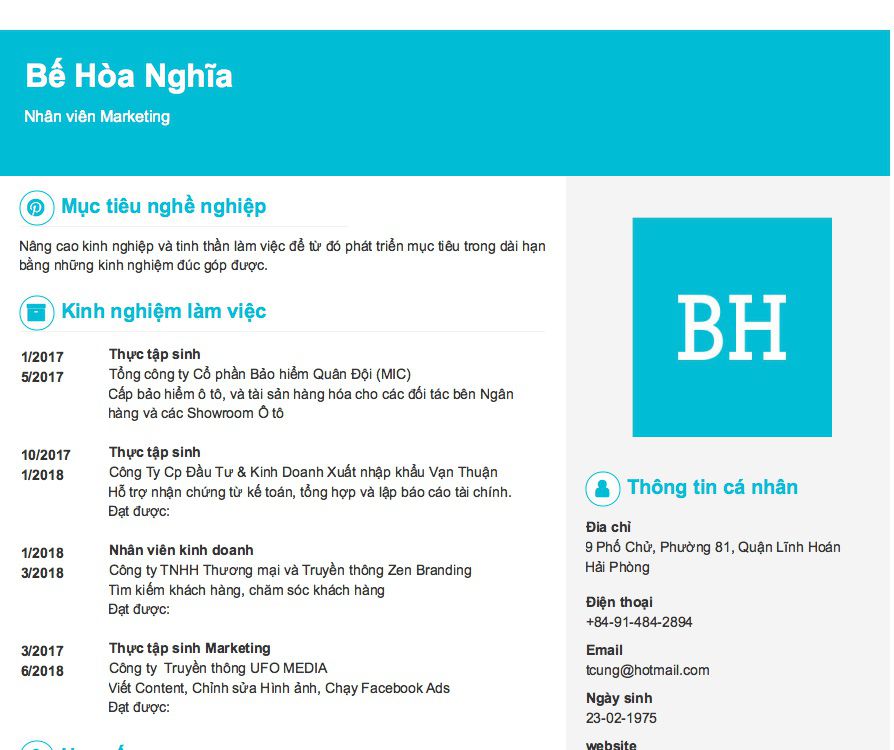 Bế Hòa Nghĩa
Nhân viên Marketing
Mục tiêu nghề nghiệp
Nâng cao kinh nghiệp và tinh thần làm việc để từ đó phát triển mục tiêu trong dài hạn
bằng những kinh nghiệm đúc góp được.
Kinh nghiệm làm việc
1/2017
5/2017
Thực tập sinh
Tổng công ty Cổ phần Bảo hiểm Quân Đội (MIC)
Cấp bảo hiểm ô tô, và tài sản hàng hóa cho các đối tác bên Ngân
hàng và các Showroom Ô tô
10/2017
1/2018
Thực tập sinh
Công Ty Cp Đầu Tư & Kinh Doanh Xuất nhập khẩu Vạn Thuận
Hỗ trợ nhận chứng từ kế toán, tổng hợp và lập báo cáo tài chính.
Đạt được:
1/2018
3/2018
Nhân viên kinh doanh
Công ty TNHH Thương mại và Truyền thông Zen Branding
Tìm kiếm khách hàng, chăm sóc khách hàng
Đạt được:
3/2017
6/2018
Thực tập sinh Marketing
Công ty  Truyền thông UFO MEDIA
Viết Content, Chỉnh sửa Hình ảnh, Chạy Facebook Ads
Đạt được:
BH
Thông tin cá nhân
Đia chỉ
9 Phố Chử, Phường 81, Quận Lĩnh Hoán
Hải Phòng
Điện thoại
+84-91-484-2894
Email
tcung@hotmail.com
Ngày sinh
23-02-1975
website